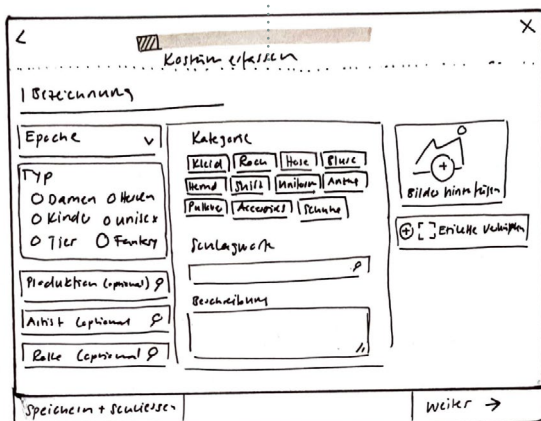 Kostüm erfassen
Bezeichnung
Epoche
Typ
Damen Herren
Kinder unisex
Tier Fantasy
Produktion (optional)
Artist (optional)
Rolle (optional)
Kategorie
Kleid Rock Hose Bluse
Hemd Shirt Uniform Anzug
Pullover Accessoires Schuhe
Schlagwort
Beschreibung
Bilder hinzufügen
Etikette verknüpfen
Speichern + schliessen
Weiter →